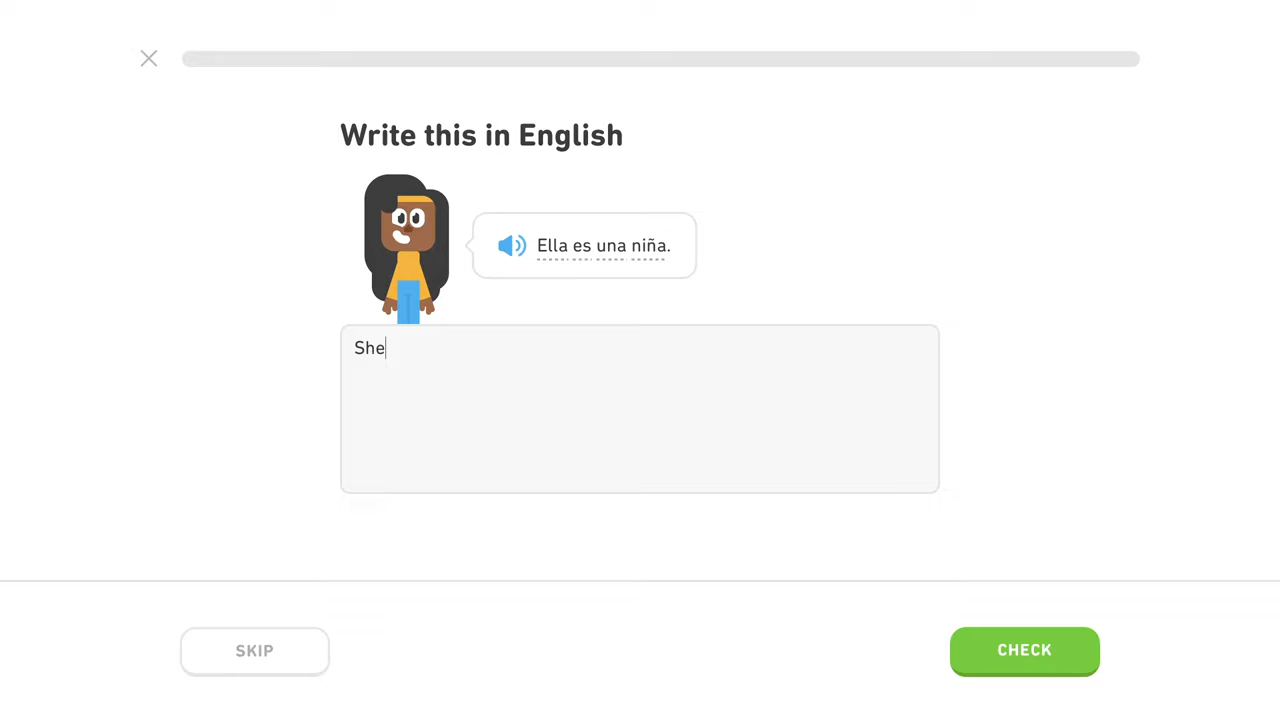 Write this in English
Ella es una niña.
She
SKIP
CHECK